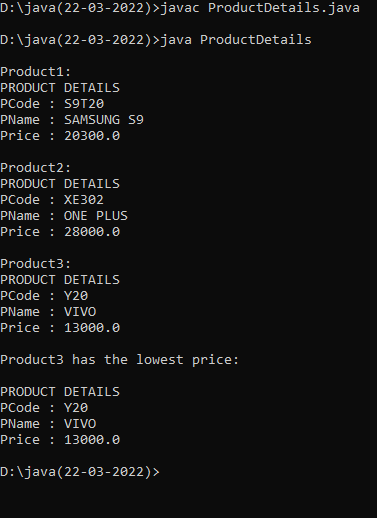 D:\java(22-03-2022)>javac ProductDetails.java
D:\java(22-03-2022)>java ProductDetails
Product1:
PRODUCT DETAILS
PCode : S9T20
PName : SAMSUNG S9
Price : 20300.0
Product2:
PRODUCT DETAILS
PCode : XE302
PName : ONE PLUS
Price : 28000.0
Product3:
PRODUCT DETAILS
PCode : Y20
PName : VIVO
Price : 13000.0
Product3 has the lowest price:
PRODUCT DETAILS
PCode : Y20
PName : VIVO
Price : 13000.0
D:\java(22-03-2022)>